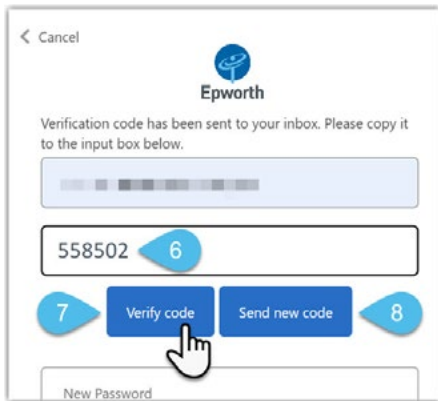 Cancel
Epworth
Verification code has been sent to your inbox. Please copy it
to the input box below.
558502 6
7 Verify code Send new code 8
New Password